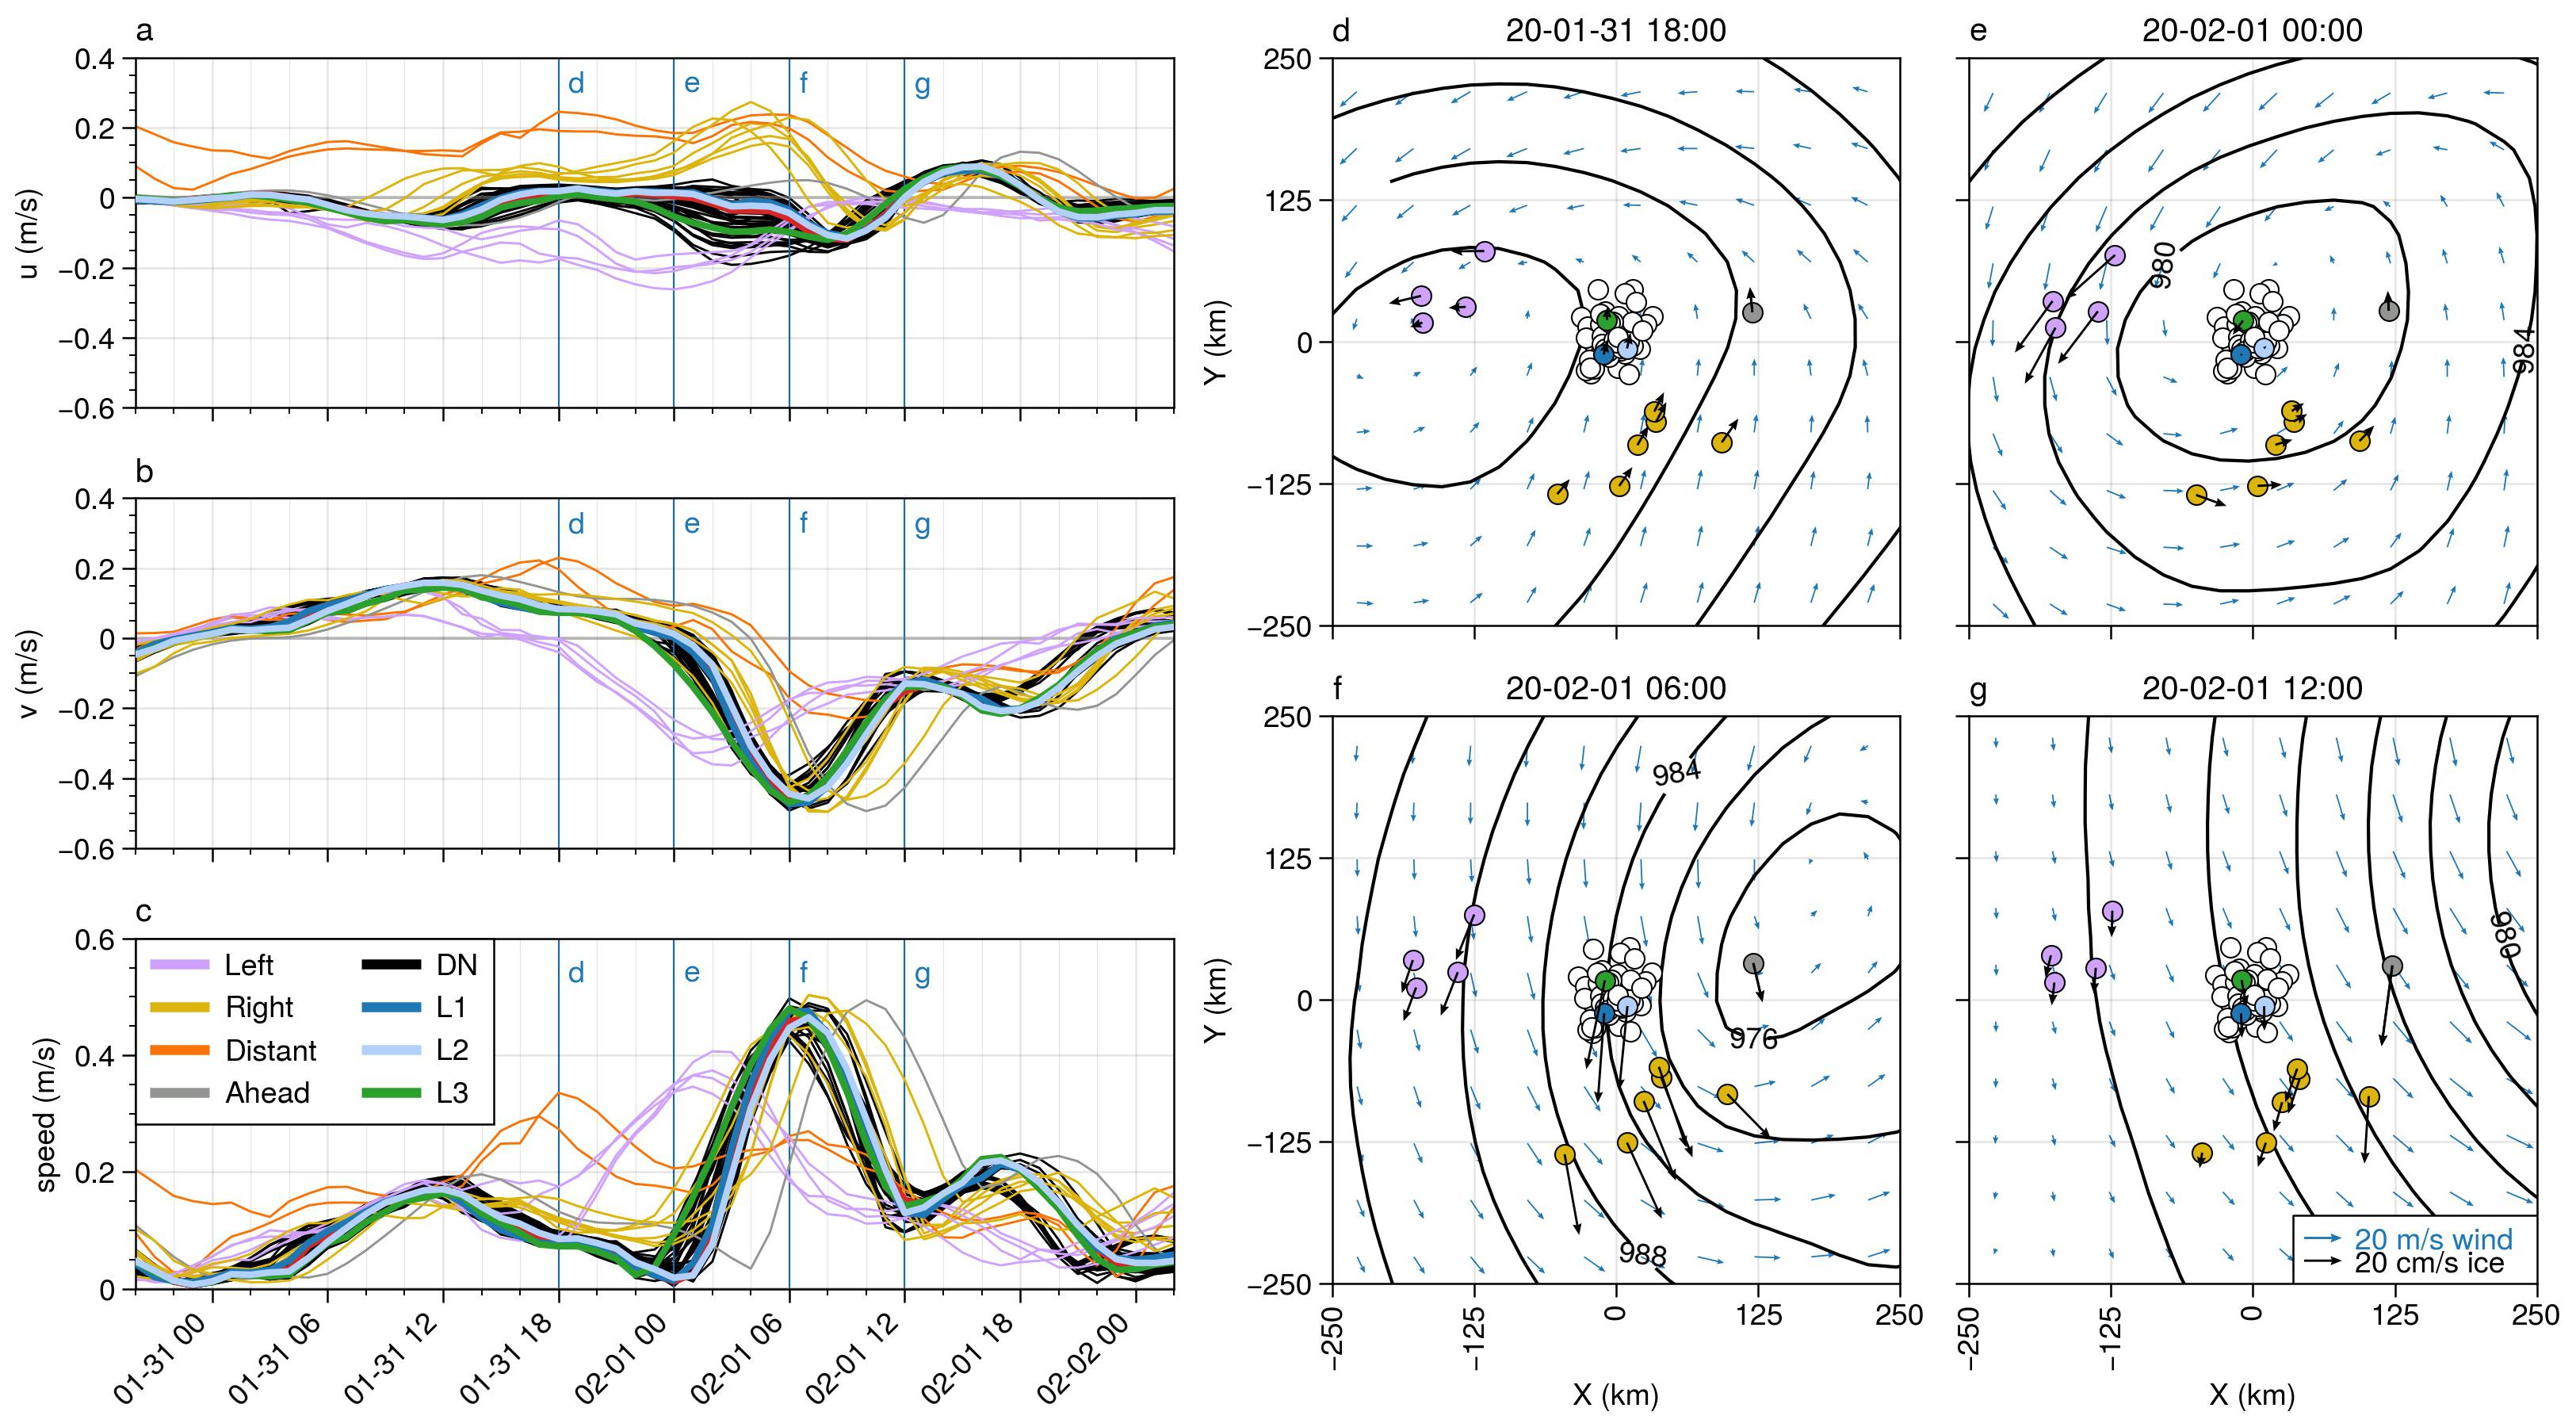 a
0.4
0.2
0
−0.2
−0.4
−0.6
u (m/s)
d
e
f
g
b
0.4
0.2
0
−0.2
−0.4
−0.6
v (m/s)
d
e
f
g
c
0.6
0.4
0.2
0
speed (m/s)
Left
Right
Distant
Ahead
DN
L1
L2
L3
d
e
f
g
01-31 00
01-31 06
01-31 12
01-31 18
02-01 00
02-01 06
02-01 12
02-01 18
02-02 00
d
20-01-31 18:00
250
125
0
−125
−250
Y (km)
e
20-02-01 00:00
980
984
f
20-02-01 06:00
250
125
0
−125
−250
Y (km)
984
976
988
−250
−125
0
125
250
X (km)
g
20-02-01 12:00
980
20 m/s wind
20 cm/s ice
−250
−125
0
125
250
X (km)